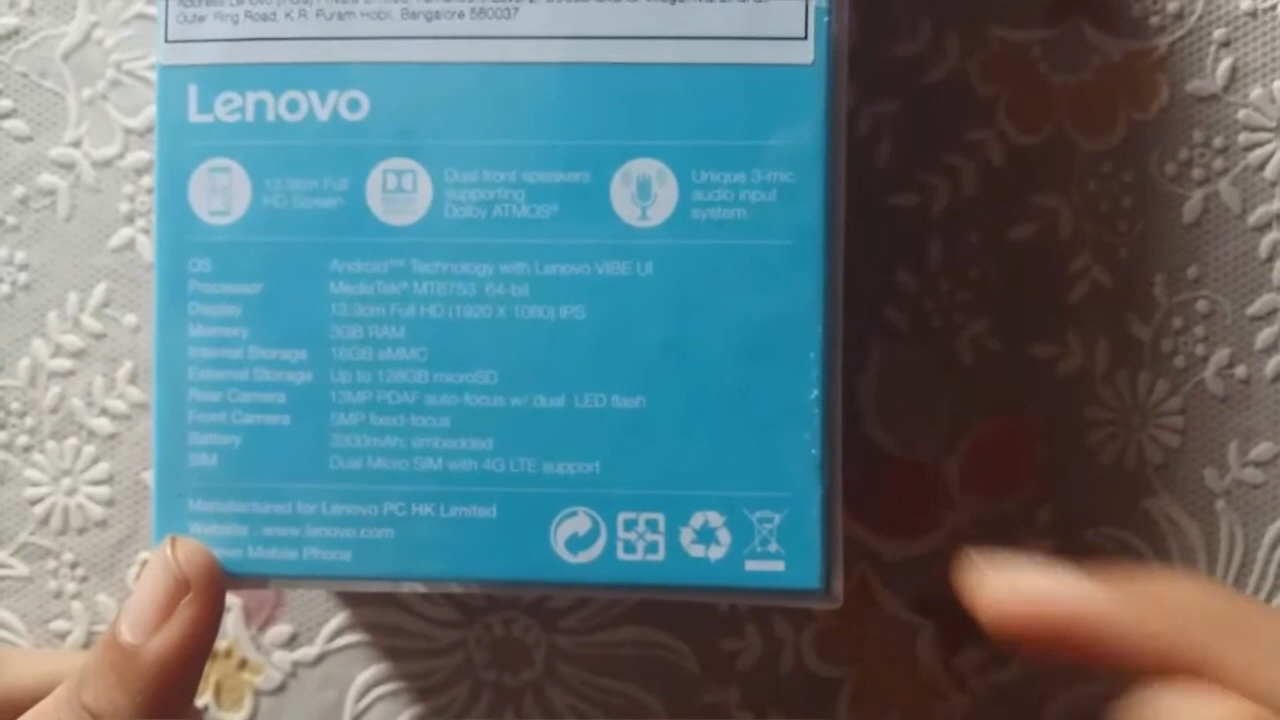 Outer Ring Road, K.R. Puram Hobli, Bangalore 560037
Lenovo
13.9cm Full
HD Screen
Dual front speakers
supporting
Dolby ATMOS®
Unique 3-mic
audio input
system
OS Android™ Technology with Lenovo VIBE UI
Processor MediaTek® MT6753 64-bit
Display 13.9cm Full HD (1920 X 1080) IPS
Memory 3GB RAM
Internal Storage 16GB eMMC
External Storage Up to 128GB microSD
Rear Camera 13MP PDAF auto-focus w/ dual LED flash
Front Camera 5MP fixed-focus
Battery 3300mAh; embedded
SIM Dual Micro SIM with 4G LTE support
Manufactured for Lenovo PC HK Limited
Website : www.lenovo.com
Mobile Phone